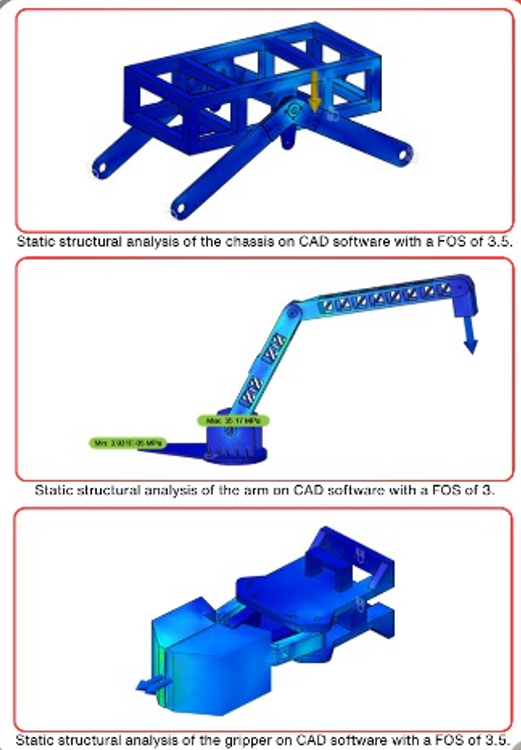 Static structural analysis of the chassis on CAD software with a FOS of 3.5.
Max: 35.17 MPa
Min: 3.931E-05 MPa
Static structural analysis of the arm on CAD software with a FOS of 3.
Static structural analysis of the gripper on CAD software with a FOS of 3.5.